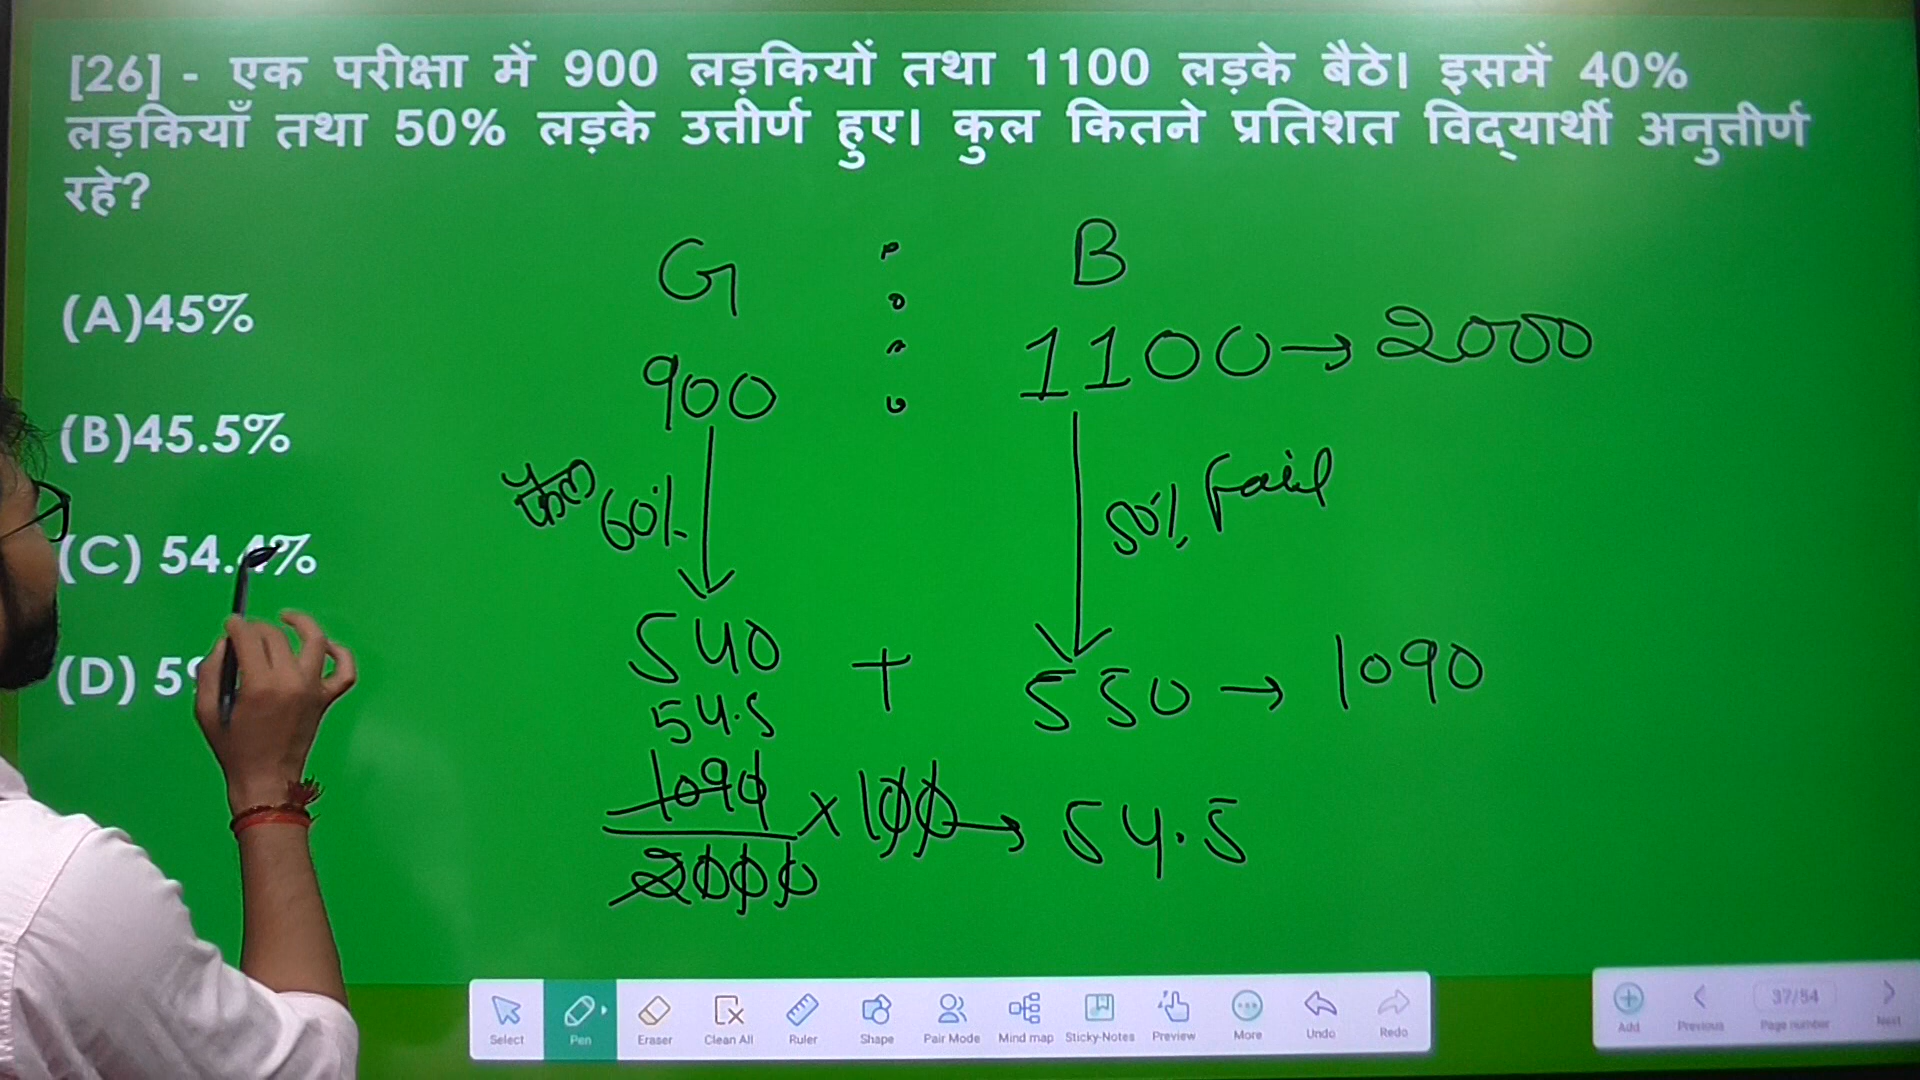 [26] - एक परीक्षा में 900 लड़कियों तथा 1100 लड़के बैठे। इसमें 40%
लड़कियाँ तथा 50% लड़के उत्तीर्ण हुए। कुल कितने प्रतिशत विद्यार्थी अनुत्तीर्ण
रहे?
G : B
900 : 1100 → 2000
(A)45%
(B)45.5%
फेल 60% 50% fail
(C) 54.4%
(D) 59
540 + 550 → 1090
54.5
1090
2000
× 100 → 54.5
Select Pen Eraser Clean All Ruler Shape Pair Mode Mind map Sticky-Notes Preview More Undo Redo
37/54
Add Previous Page number Next